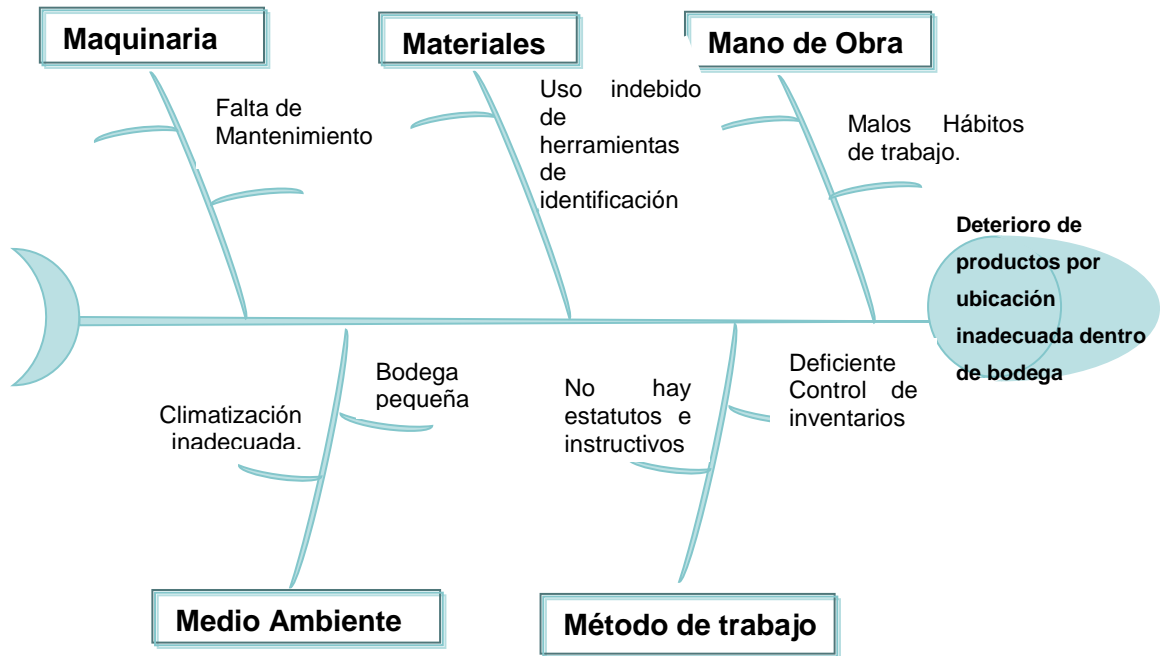 Maquinaria
Materiales
Mano de Obra
Falta de
Mantenimiento
Uso indebido
de
herramientas
de
identificación
Malos Hábitos
de trabajo.
Deterioro de
productos por
ubicación
inadecuada dentro
de bodega
Climatización
inadecuada.
Bodega
pequeña
No hay
estatutos e
instructivos
Deficiente
Control de
inventarios
Medio Ambiente
Método de trabajo